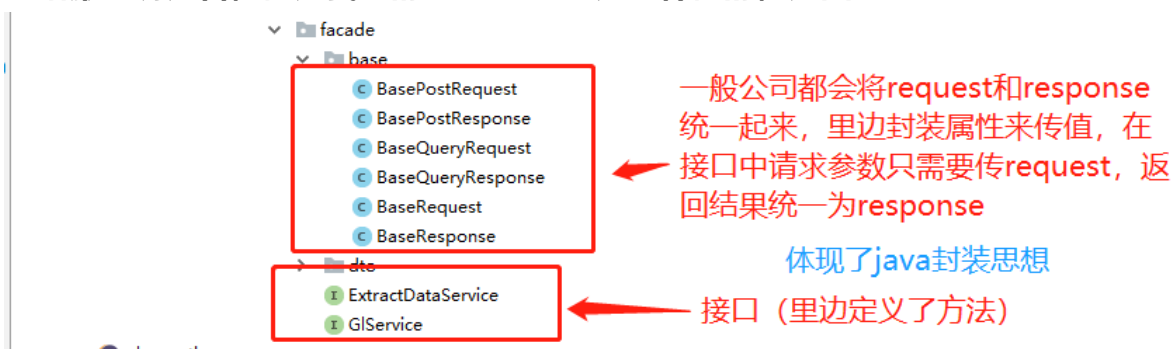 facade
base
BasePostRequest
BasePostResponse
BaseQueryRequest
BaseQueryResponse
BaseRequest
BaseResponse
dto
ExtractDataService
GlService
一般公司都会将request和response
统一起来，里边封装属性来传值，在
接口中请求参数只需要传request，返
回结果统一为response
体现了java封装思想
接口（里边定义了方法）